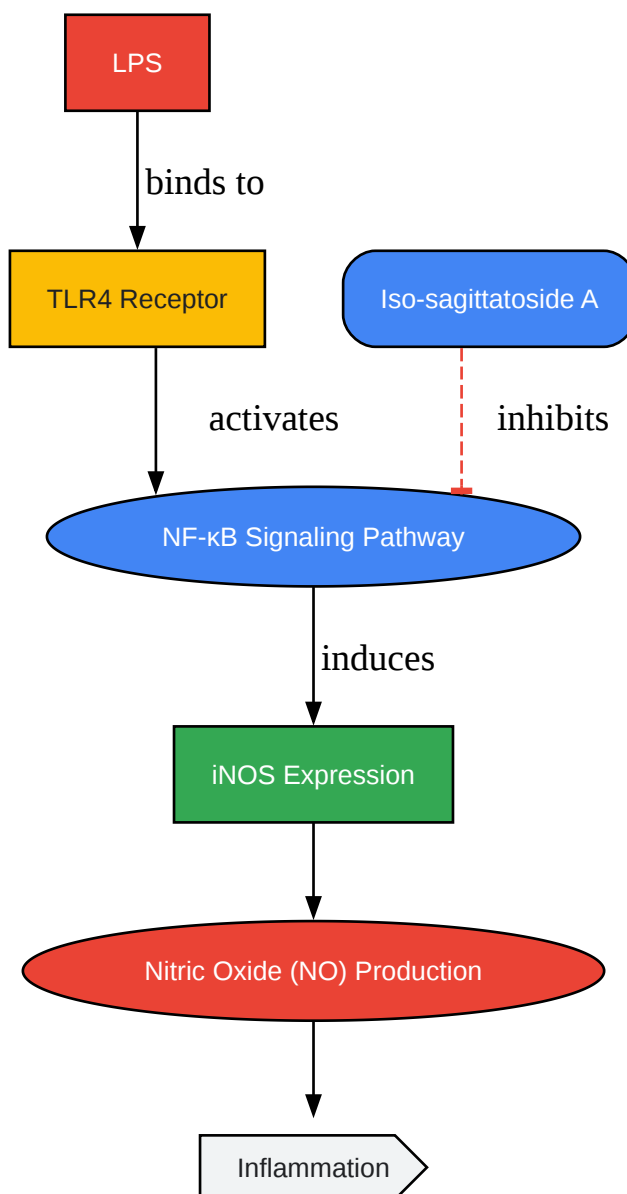 LPS
binds to
TLR4 Receptor
Iso-sagittatoside A
activates
inhibits
NF-κB Signaling Pathway
induces
iNOS Expression
Nitric Oxide (NO) Production
Inflammation